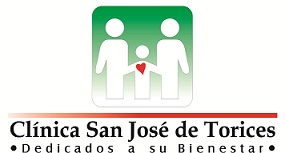 Clínica San José de Torices
•Dedicados a su Bienestar•